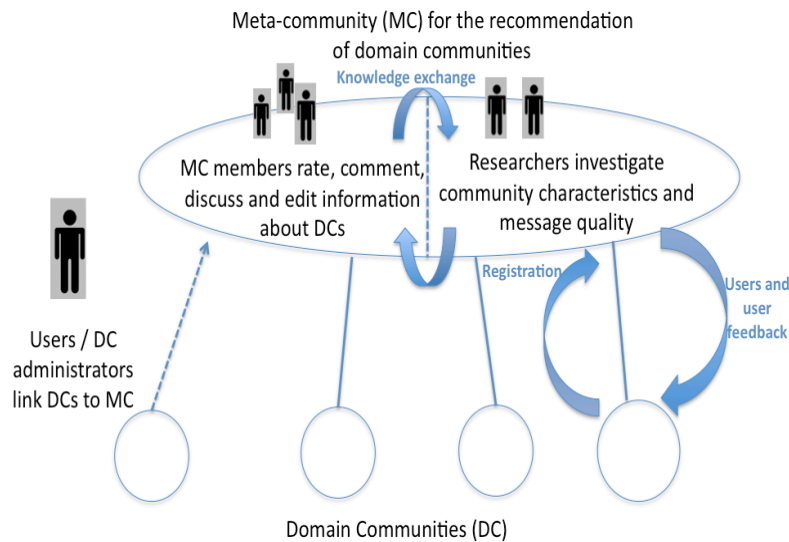 Meta-community (MC) for the recommendation
of domain communities
Knowledge exchange
MC members rate, comment,
discuss and edit information
about DCs
Researchers investigate
community characteristics and
message quality
Registration
Users and
user
feedback
Users / DC
administrators
link DCs to MC
Domain Communities (DC)